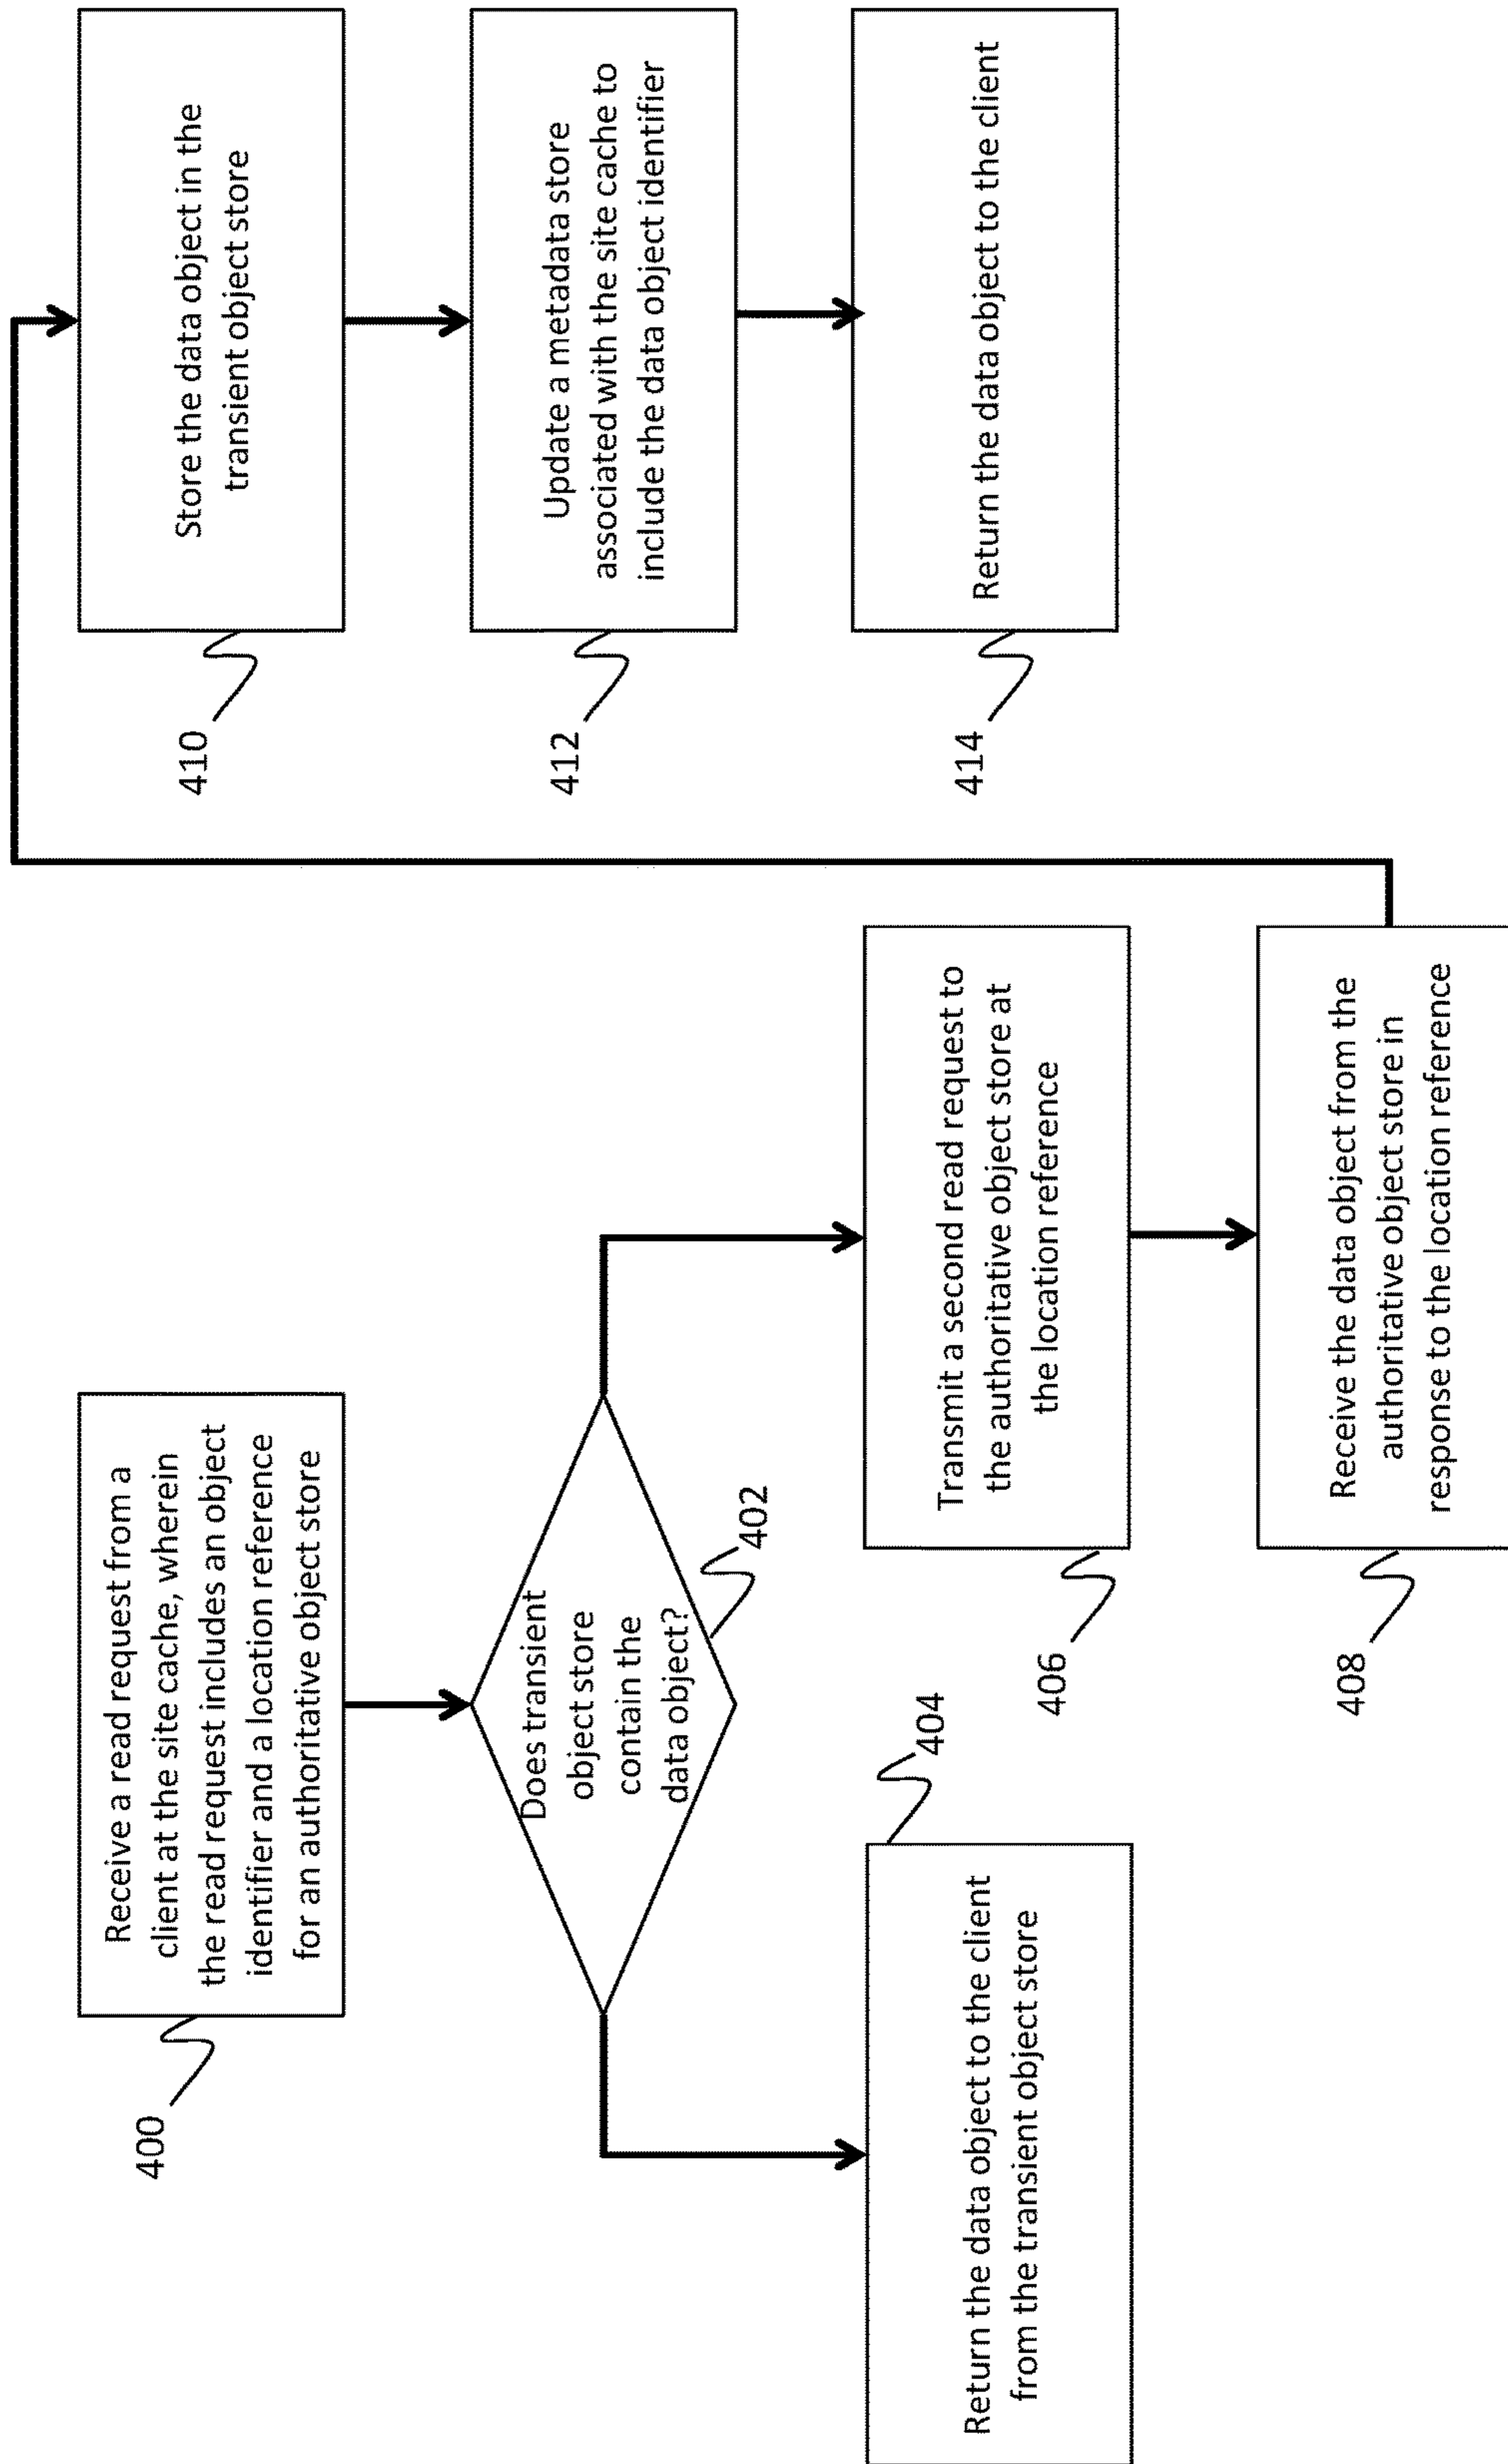 400
Receive a read request from a
client at the site cache, wherein
the read request includes an object
identifier and a location reference
for an authoritative object store
Does transient
object store
contain the
data object?
402
404
Return the data object to the client
from the transient object store
406
Transmit a second read request to
the authoritative object store at
the location reference
408
Receive the data object from the
authoritative object store in
response to the location reference
410
Store the data object in the
transient object store
412
Update a metadata store
associated with the site cache to
include the data object identifier
414
Return the data object to the client